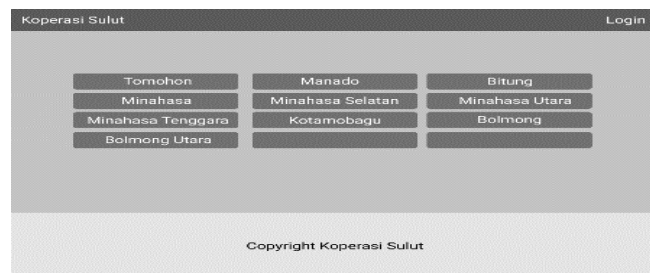 Koperasi Sulut Login
Tomohon Manado Bitung
Minahasa Minahasa Selatan Minahasa Utara
Minahasa Tenggara Kotamobagu Bolmong
Bolmong Utara
Copyright Koperasi Sulut